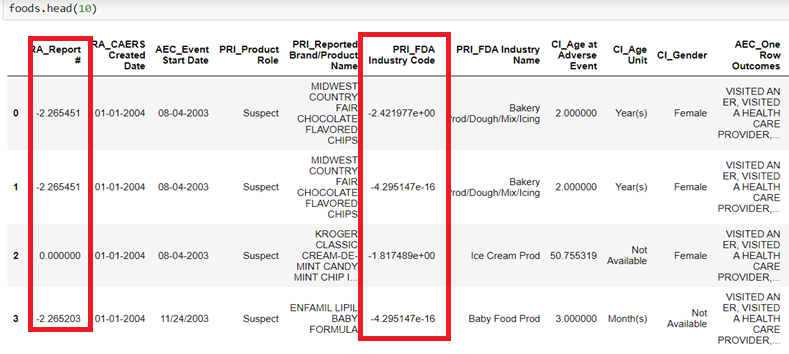 foods.head(10)
RA_Report # RA_CAERS Created Date AEC_Event Start Date PRI_Product Role PRI_Reported Brand/Product Name PRI_FDA Industry Code PRI_FDA Industry Name CI_Age at Adverse Event CI_Age Unit CI_Gender AEC_One Row Outcomes
0 -2.265451 01-01-2004 08-04-2003 Suspect MIDWEST COUNTRY FAIR CHOCOLATE FLAVORED CHIPS -2.421977e+00 Bakery Prod/Dough/Mix/Icing 2.000000 Year(s) Female VISITED AN ER, VISITED A HEALTH CARE PROVIDER,...
1 -2.265451 01-01-2004 08-04-2003 Suspect MIDWEST COUNTRY FAIR CHOCOLATE FLAVORED CHIPS -4.295147e-16 Bakery Prod/Dough/Mix/Icing 2.000000 Year(s) Female VISITED AN ER, VISITED A HEALTH CARE PROVIDER,...
2 0.000000 01-01-2004 08-04-2003 Suspect KROGER CLASSIC CREAM-DE-MINT CANDY MINT CHIP I... -1.817489e+00 Ice Cream Prod 50.755319 Not Available Female VISITED AN ER, VISITED A HEALTH CARE PROVIDER,...
3 -2.265203 01-01-2004 11/24/2003 Suspect ENFAMIL LIPIL BABY FORMULA -4.295147e-16 Baby Food Prod 3.000000 Month(s) Not Available VISITED AN ER, VISITED A HEALTH CARE PROVIDER,...